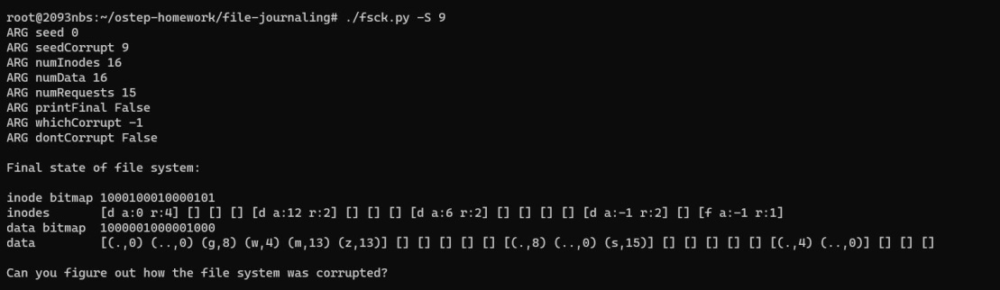 root@2093nbs:~/ostep-homework/file-journaling# ./fsck.py -S 9
ARG seed 0
ARG seedCorrupt 9
ARG numInodes 16
ARG numData 16
ARG numRequests 15
ARG printFinal False
ARG whichCorrupt -1
ARG dontCorrupt False

Final state of file system:

inode bitmap 1000100010000101
inodes       [d a:0 r:4] [] [] [] [d a:12 r:2] [] [] [] [d a:6 r:2] [] [] [] [] [d a:-1 r:2] [] [f a:-1 r:1]
data bitmap  1000001000001000
data         [(.,0) (..,0) (g,8) (w,4) (m,13) (z,13)] [] [] [] [] [] [(.,8) (..,0) (s,15)] [] [] [] [] [] [(.,4) (..,0)] [] [] []

Can you figure out how the file system was corrupted?